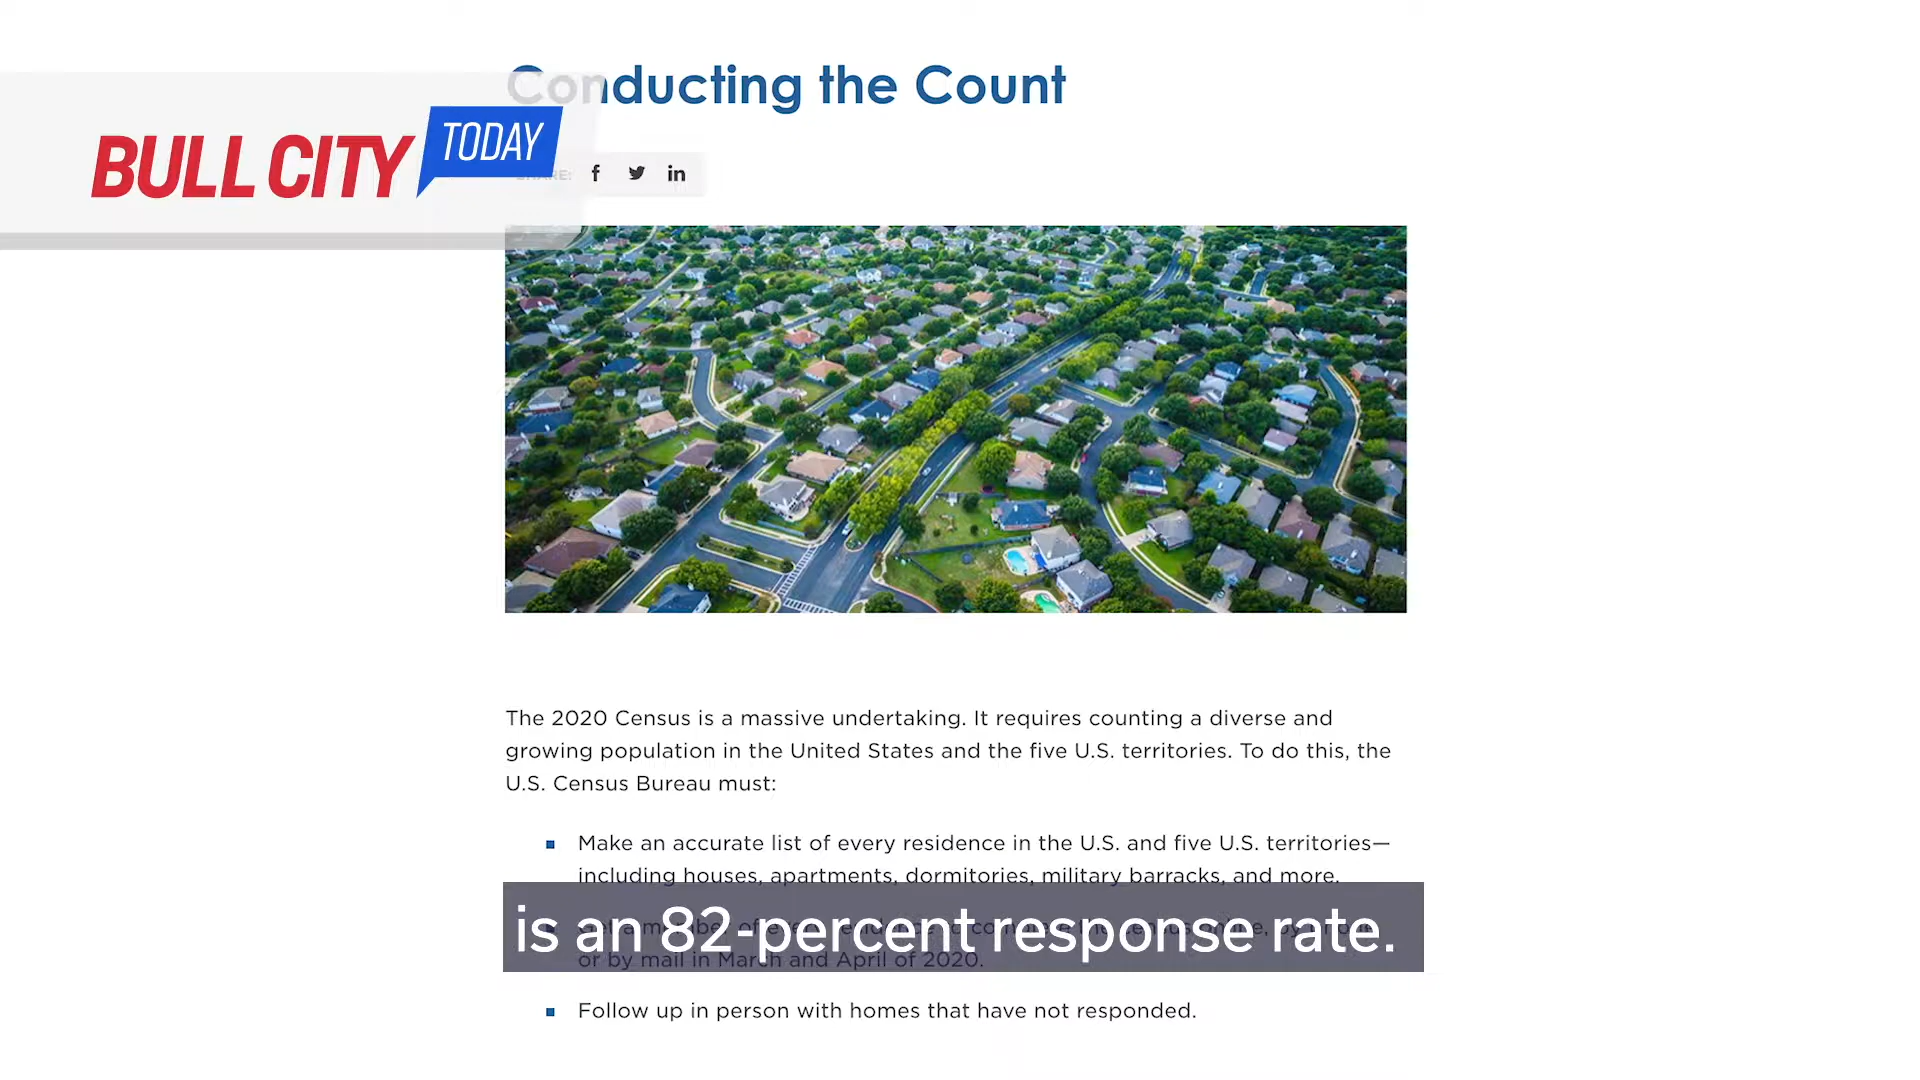 Conducting the Count
BULL CITY TODAY
SHARE:
The 2020 Census is a massive undertaking. It requires counting a diverse and
growing population in the United States and the five U.S. territories. To do this, the
U.S. Census Bureau must:
Make an accurate list of every residence in the U.S. and five U.S. territories—
including houses, apartments, dormitories, military barracks, and more.
is an 82-percent response rate.
or by mail in March and April of 2020.
Follow up in person with homes that have not responded.